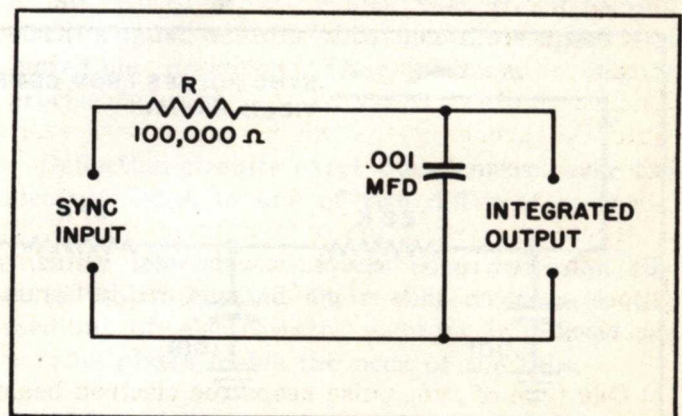 R
100,000 Ω
.001
MFD
SYNC
INPUT
INTEGRATED
OUTPUT